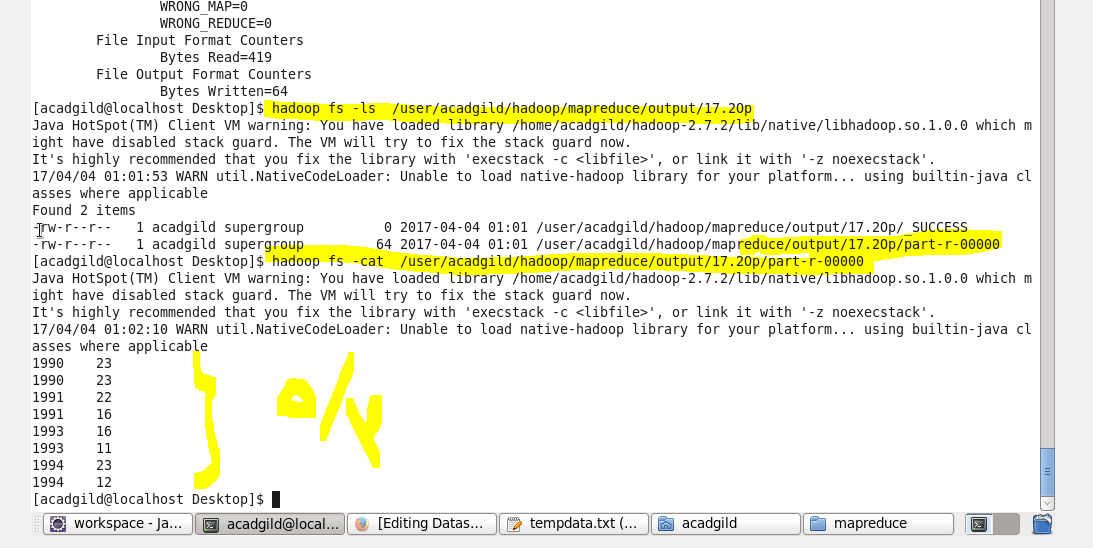 WRONG_MAP=0
WRONG_REDUCE=0
File Input Format Counters
Bytes Read=419
File Output Format Counters
Bytes Written=64
[acadgild@localhost Desktop]$ hadoop fs -ls  /user/acadgild/hadoop/mapreduce/output/17.2Op
Java HotSpot(TM) Client VM warning: You have loaded library /home/acadgild/hadoop-2.7.2/lib/native/libhadoop.so.1.0.0 which m
ight have disabled stack guard. The VM will try to fix the stack guard now.
It's highly recommended that you fix the library with 'execstack -c <libfile>', or link it with '-z noexecstack'.
17/04/04 01:01:53 WARN util.NativeCodeLoader: Unable to load native-hadoop library for your platform... using builtin-java cl
asses where applicable
Found 2 items
-rw-r--r--   1 acadgild supergroup          0 2017-04-04 01:01 /user/acadgild/hadoop/mapreduce/output/17.2Op/_SUCCESS
-rw-r--r--   1 acadgild supergroup         64 2017-04-04 01:01 /user/acadgild/hadoop/mapreduce/output/17.2Op/part-r-00000
[acadgild@localhost Desktop]$ hadoop fs -cat  /user/acadgild/hadoop/mapreduce/output/17.2Op/part-r-00000
Java HotSpot(TM) Client VM warning: You have loaded library /home/acadgild/hadoop-2.7.2/lib/native/libhadoop.so.1.0.0 which m
ight have disabled stack guard. The VM will try to fix the stack guard now.
It's highly recommended that you fix the library with 'execstack -c <libfile>', or link it with '-z noexecstack'.
17/04/04 01:02:10 WARN util.NativeCodeLoader: Unable to load native-hadoop library for your platform... using builtin-java cl
asses where applicable
1990    23
1990    23
1991    22
1991    16
1993    16
1993    11
1994    23
1994    12
[acadgild@localhost Desktop]$
workspace - Ja... acadgild@local... [Editing Datas... tempdata.txt (... acadgild mapreduce